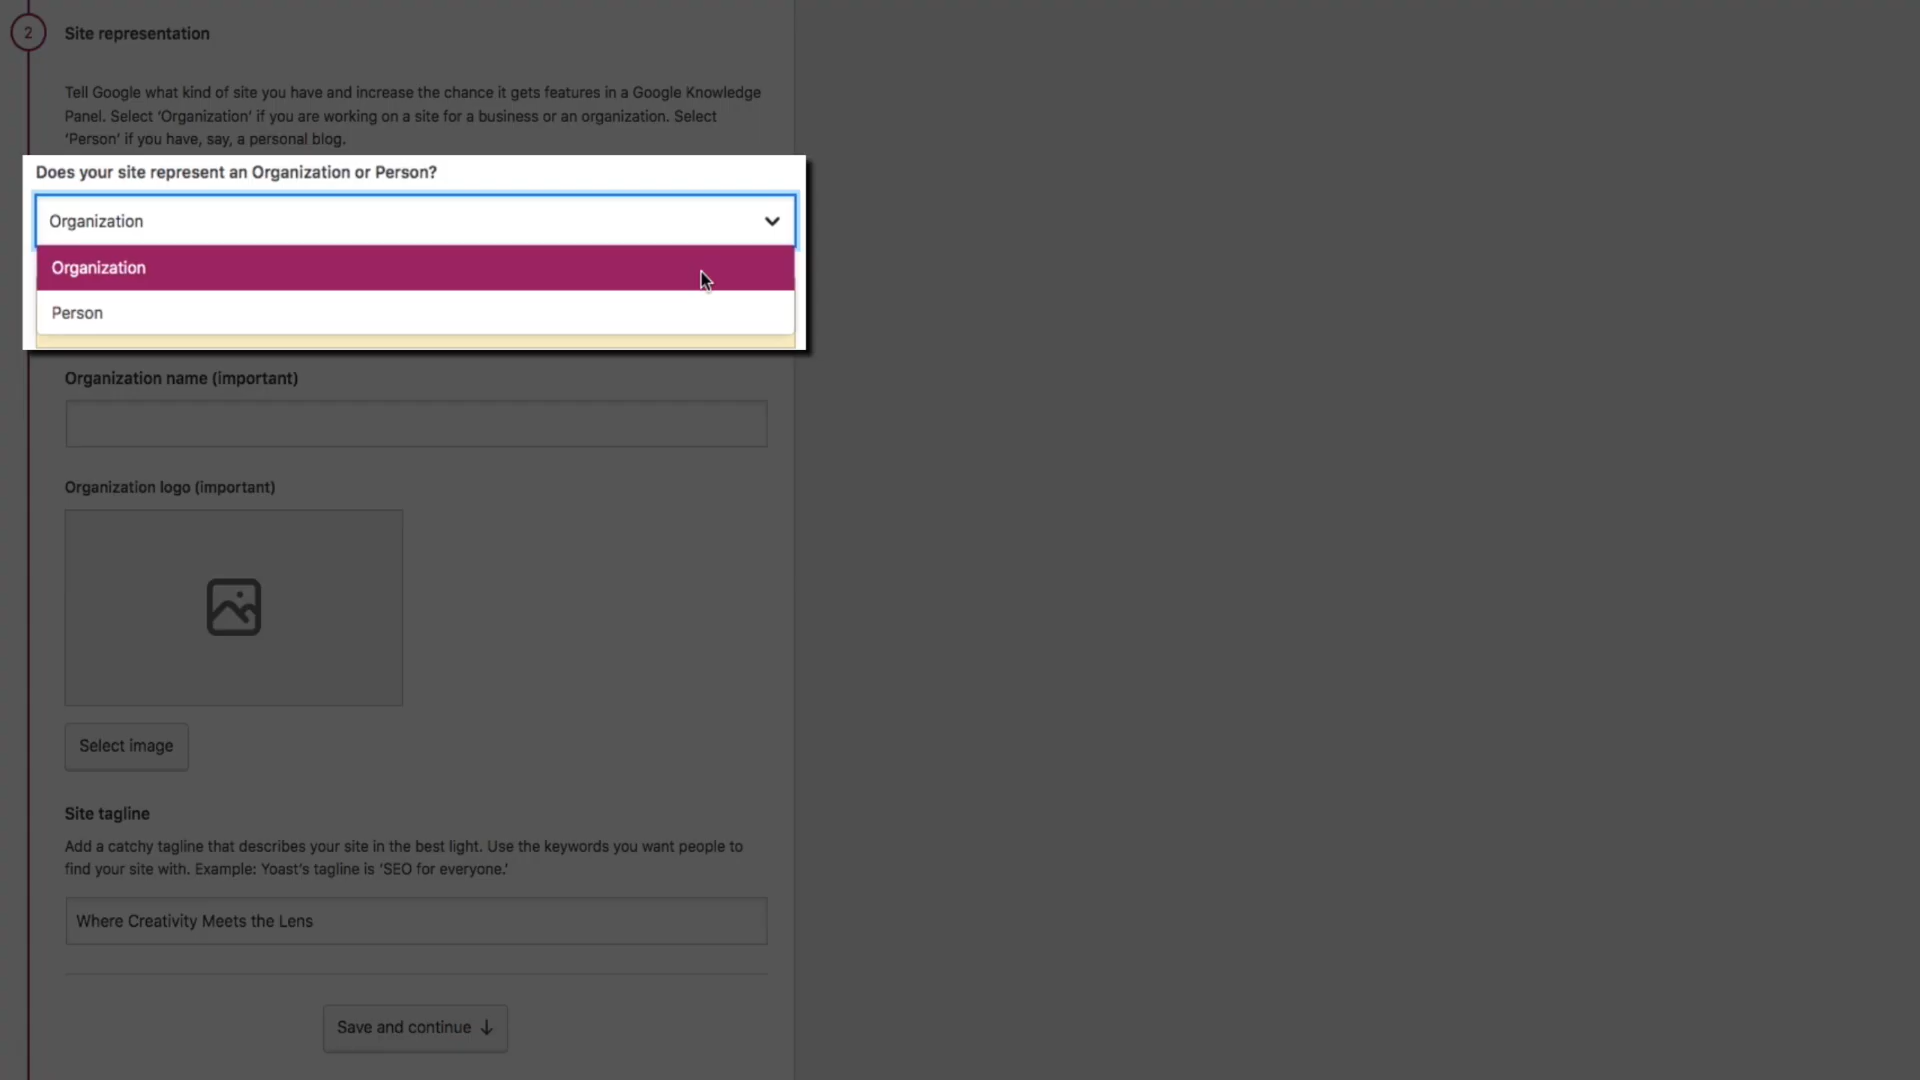 2
Site representation
Tell Google what kind of site you have and increase the chance it gets features in a Google Knowledge
Panel. Select ‘Organization’ if you are working on a site for a business or an organization. Select
‘Person’ if you have, say, a personal blog.
Does your site represent an Organization or Person?
Organization
Organization
Person
Organization name (important)
Organization logo (important)
Select image
Site tagline
Add a catchy tagline that describes your site in the best light. Use the keywords you want people to
find your site with. Example: Yoast’s tagline is ‘SEO for everyone.’
Where Creativity Meets the Lens
Save and continue ↓